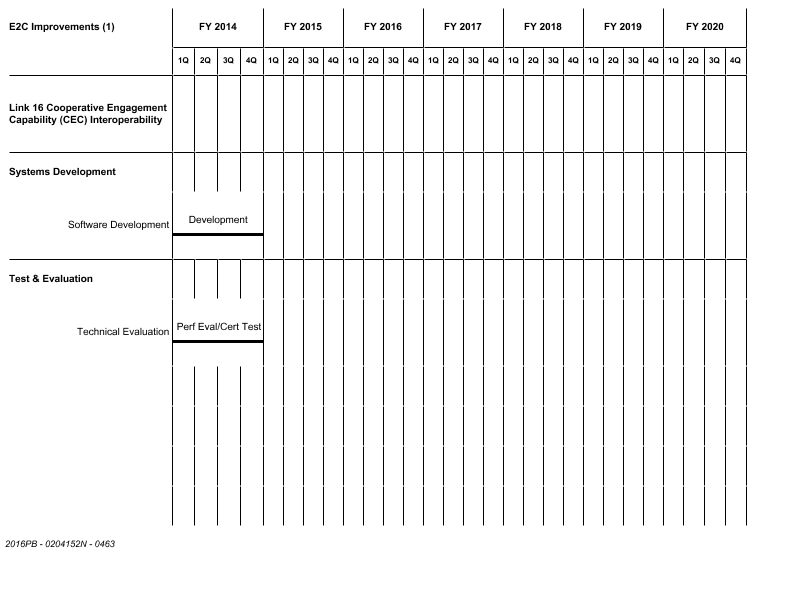 E2C Improvements (1) FY 2014 FY 2015 FY 2016 FY 2017 FY 2018 FY 2019 FY 2020
1Q 2Q 3Q 4Q 1Q 2Q 3Q 4Q 1Q 2Q 3Q 4Q 1Q 2Q 3Q 4Q 1Q 2Q 3Q 4Q 1Q 2Q 3Q 4Q 1Q 2Q 3Q 4Q
Link 16 Cooperative Engagement
Capability (CEC) Interoperability
Systems Development
Development
Software Development
Test & Evaluation
Perf Eval/Cert Test
Technical Evaluation
2016PB - 0204152N - 0463